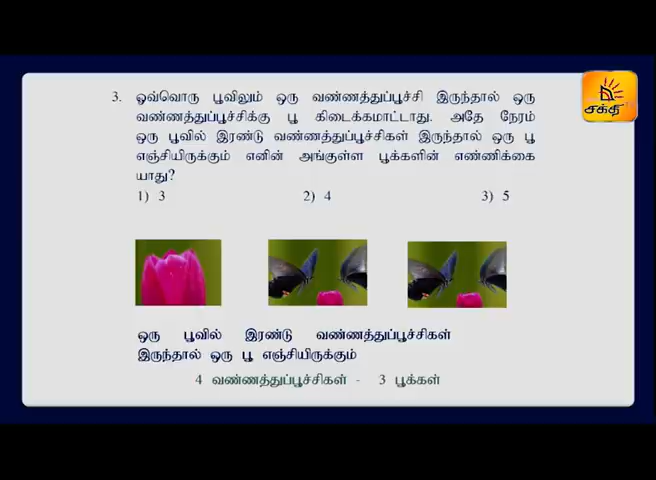 சக்தி
3. ஒவ்வொரு பூவிலும் ஒரு வண்ணத்துப்பூச்சி இருந்தால் ஒரு
வண்ணத்துப்பூச்சிக்கு பூ கிடைக்கமாட்டாது. அதே நேரம்
ஒரு பூவில் இரண்டு வண்ணத்துப்பூச்சிகள் இருந்தால் ஒரு பூ
எஞ்சியிருக்கும் எனின் அங்குள்ள பூக்களின் எண்ணிக்கை
யாது?
1) 3 2) 4 3) 5
ஒரு பூவில் இரண்டு வண்ணத்துப்பூச்சிகள்
இருந்தால் ஒரு பூ எஞ்சியிருக்கும்
4 வண்ணத்துப்பூச்சிகள் - 3 பூக்கள்